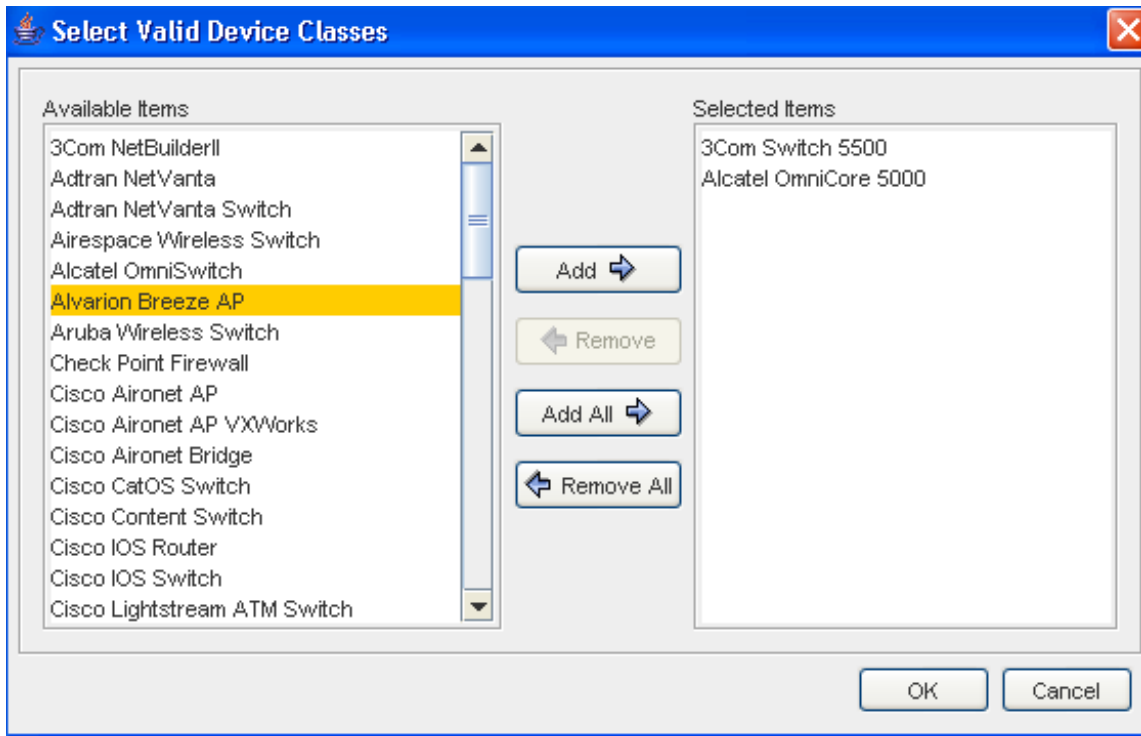 Select Valid Device Classes
Available Items
3Com NetBuilderII
Adtran NetVanta
Adtran NetVanta Switch
Airespace Wireless Switch
Alcatel OmniSwitch
Alvarion Breeze AP
Aruba Wireless Switch
Check Point Firewall
Cisco Aironet AP
Cisco Aironet AP VXWorks
Cisco Aironet Bridge
Cisco CatOS Switch
Cisco Content Switch
Cisco IOS Router
Cisco IOS Switch
Cisco Lightstream ATM Switch
Add
Remove
Add All
Remove All
Selected Items
3Com Switch 5500
Alcatel OmniCore 5000
OK
Cancel